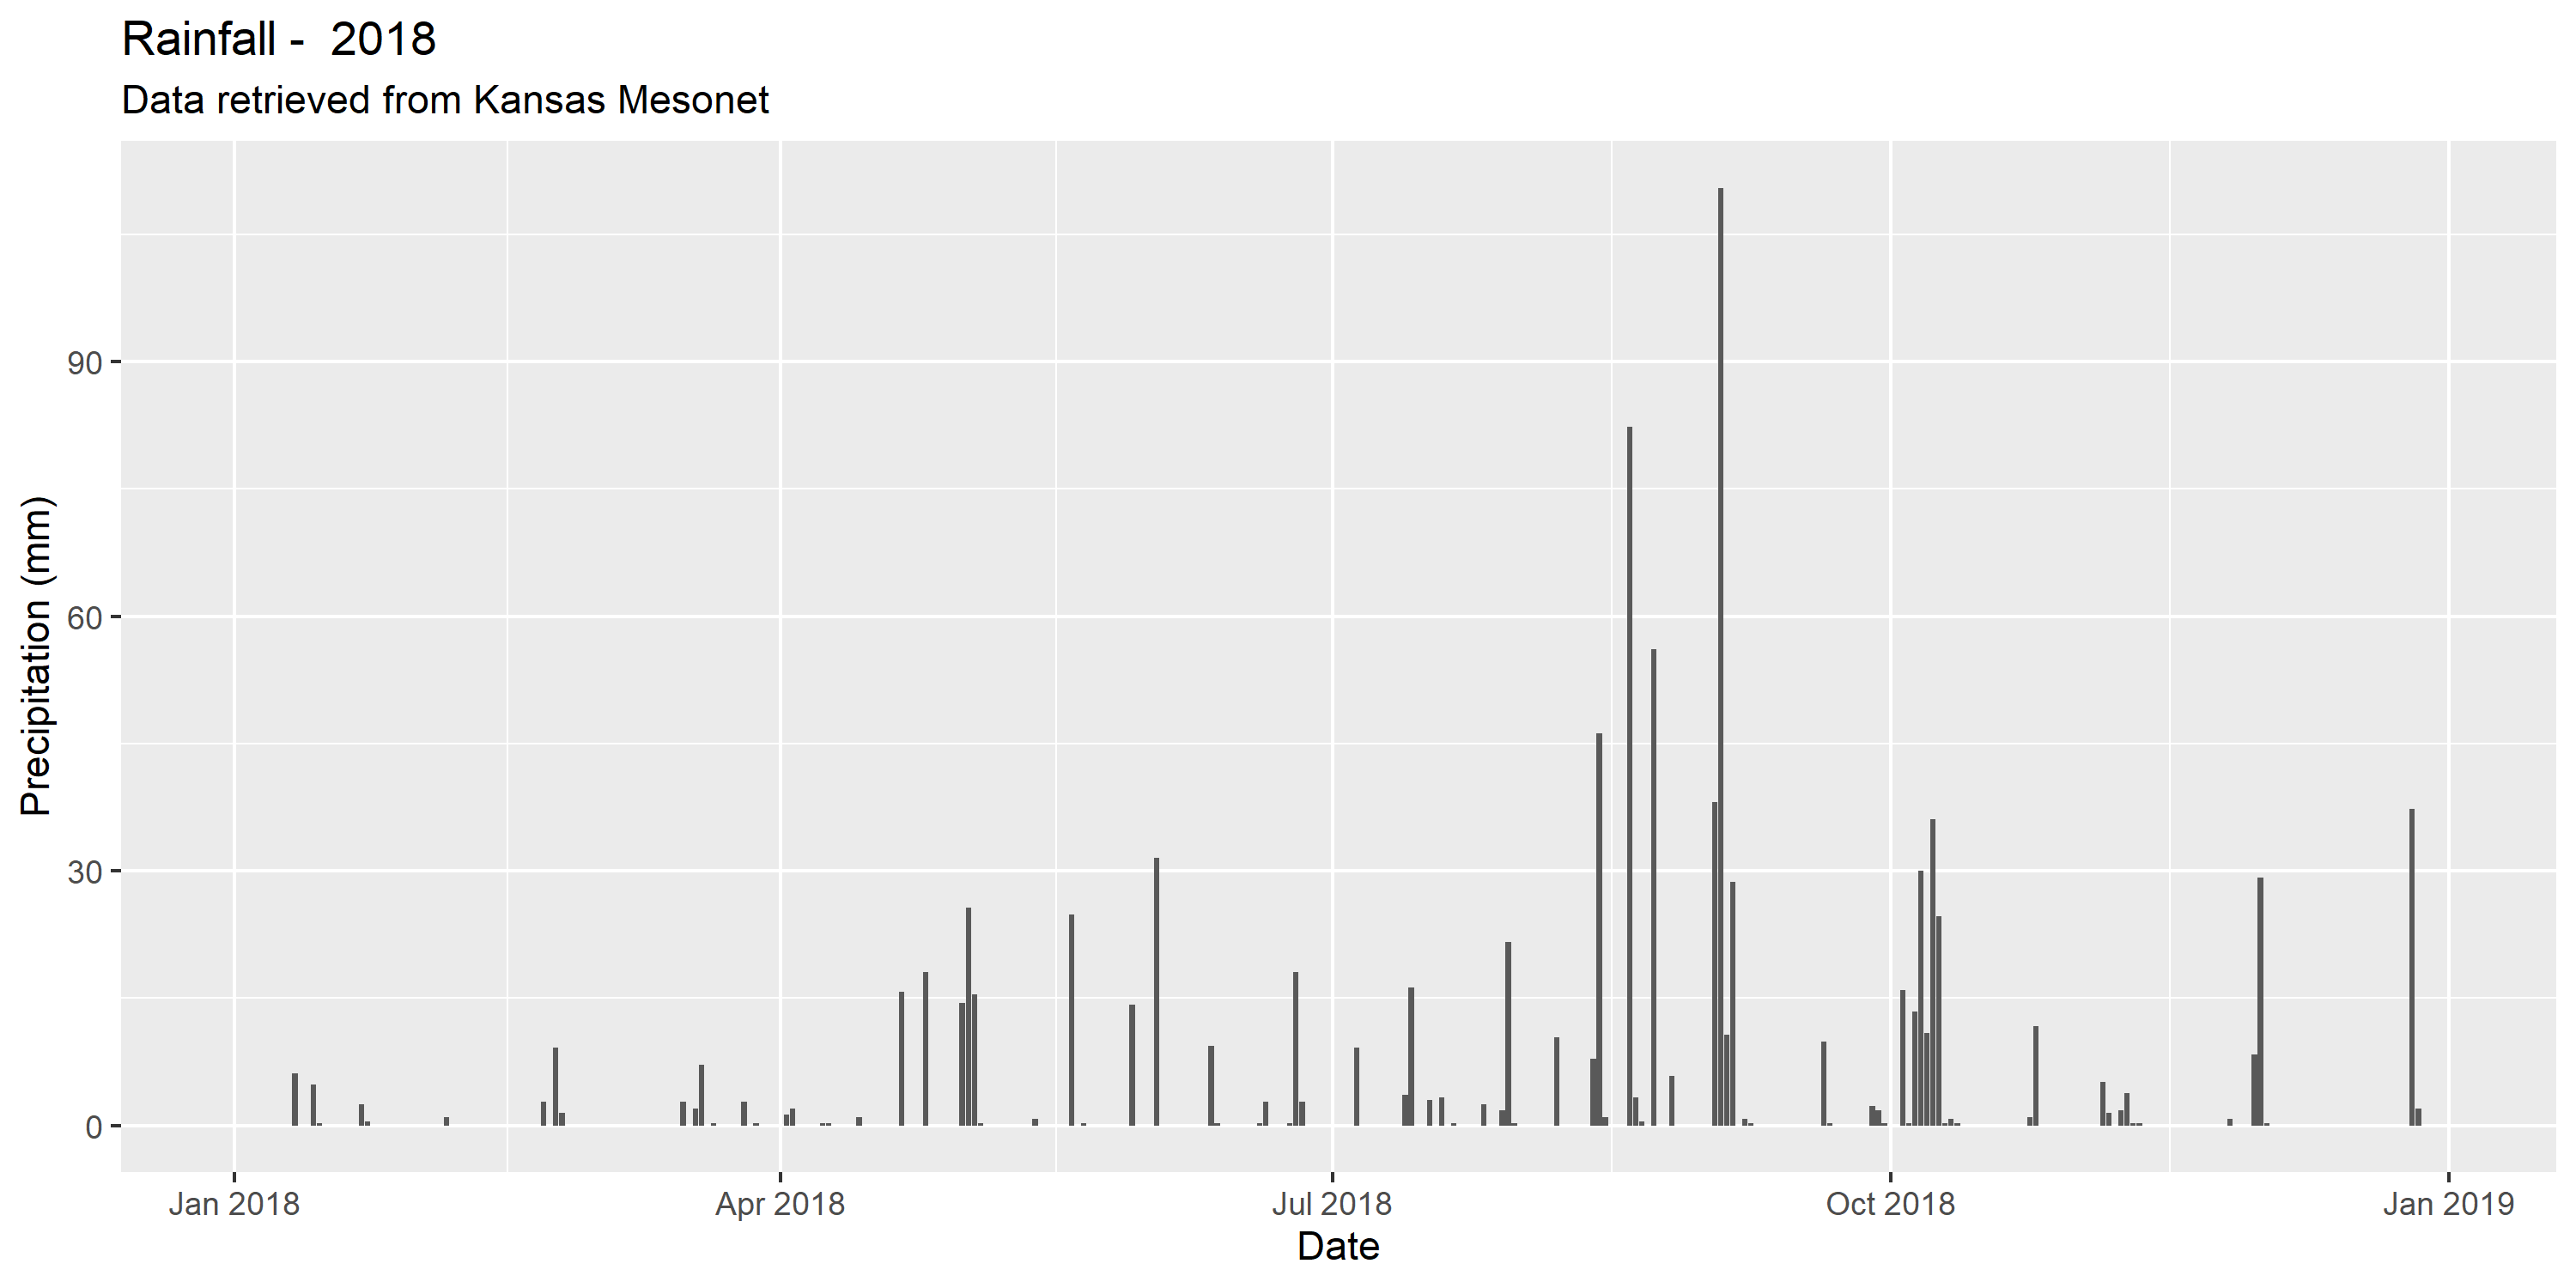 Rainfall -  2018
Data retrieved from Kansas Mesonet
Precipitation (mm)
90
60
30
0
Jan 2018 Apr 2018 Jul 2018 Oct 2018 Jan 2019
Date